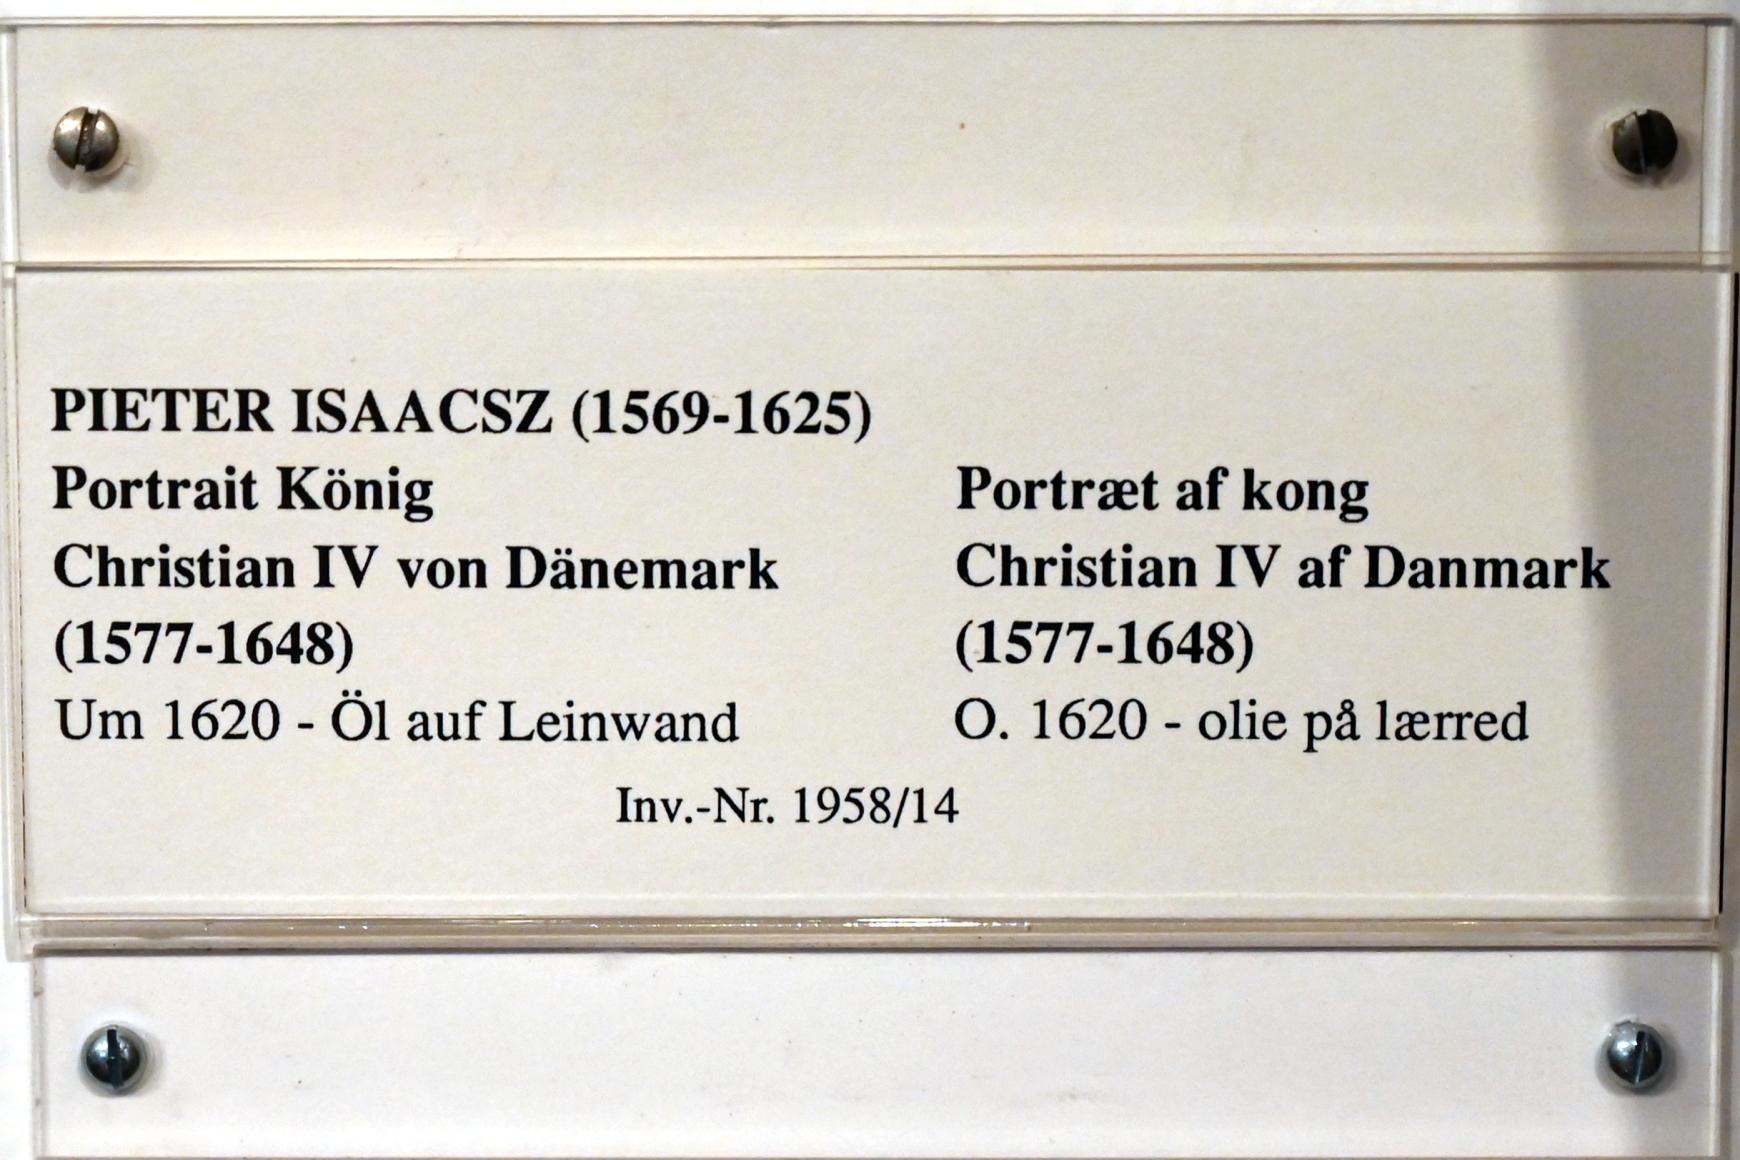 PIETER ISAACSZ (1569-1625)
Portrait König
Christian IV von Dänemark
(1577-1648)
Um 1620 - Öl auf Leinwand
Portræt af kong
Christian IV af Danmark
(1577-1648)
O. 1620 - olie på lærred
Inv.-Nr. 1958/14